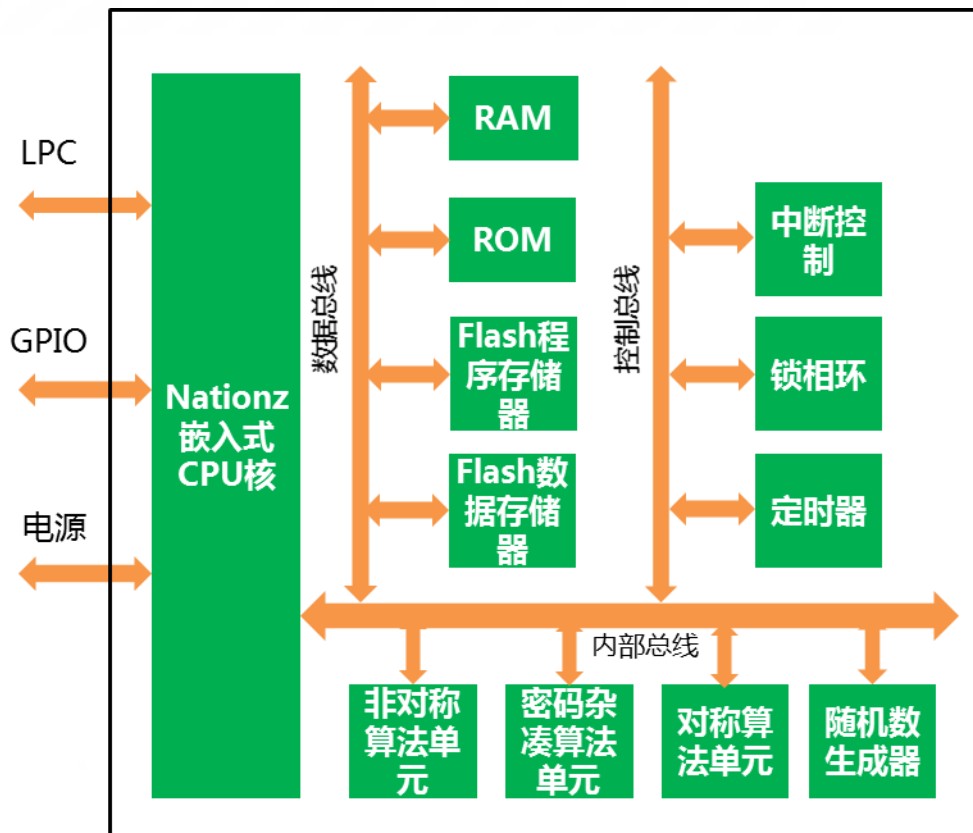 LPC
GPIO
电源
Nationz
嵌入式
CPU核
数据总线
RAM
ROM
Flash程
序存储
器
Flash数
据存储
器
控制总线
中断控
制
锁相环
定时器
内部总线
非对称
算法单
元
密码杂
凑算法
单元
对称算
法单元
随机数
生成器